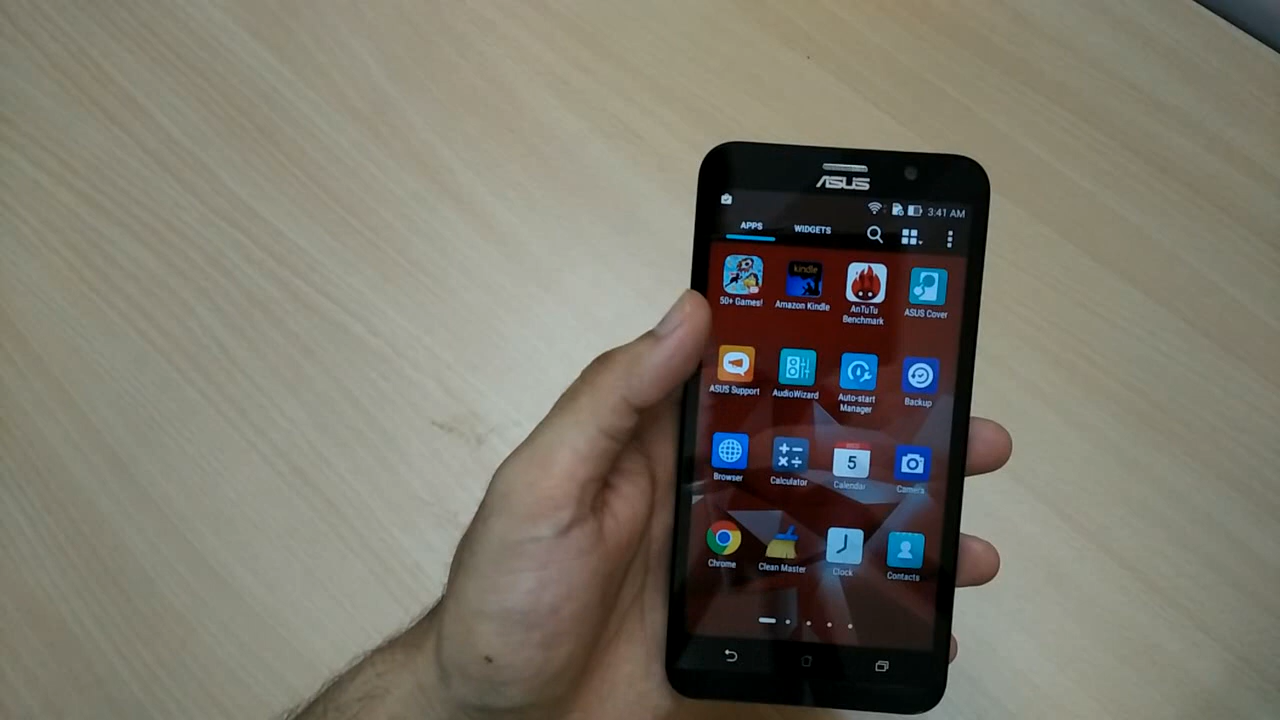 ASUS
3:41 AM
APPS WIDGETS
50+ Games! kindle Amazon Kindle AnTuTu Benchmark ASUS Cover
ASUS Support AudioWizard Auto-start Manager Backup
Browser Calculator 5 Calendar Camera
Chrome Clean Master Clock Contacts